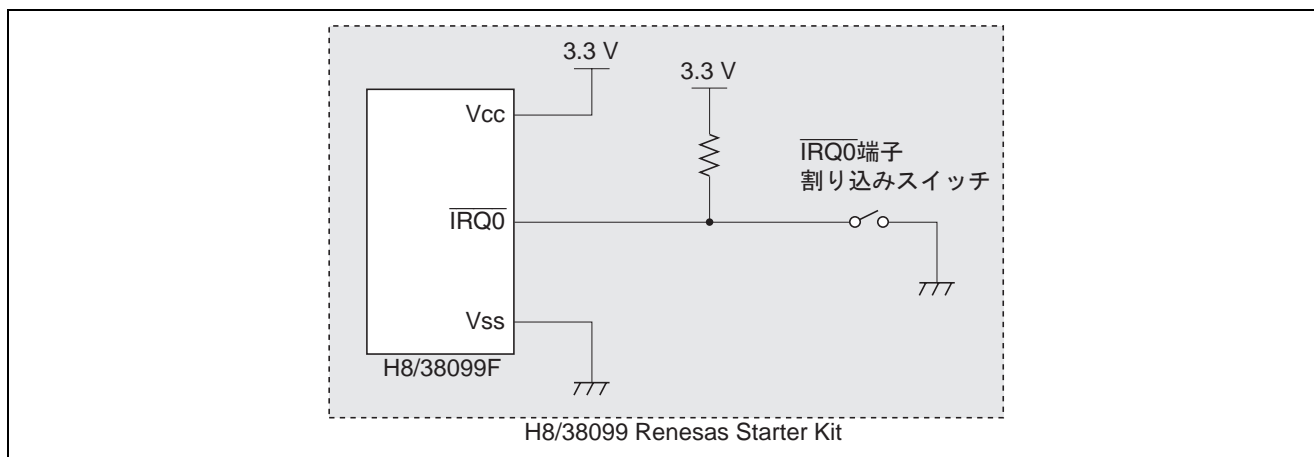 3.3 V
3.3 V
Vcc
IRQ0端子
割り込みスイッチ
IRQ0
Vss
H8/38099F
H8/38099 Renesas Starter Kit